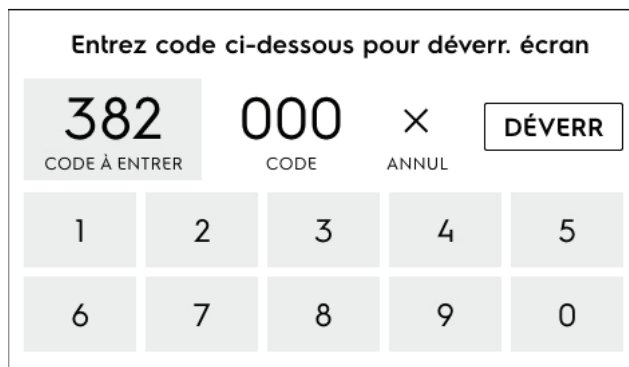 Entrez code ci-dessous pour déverr. écran
382 000 × DÉVERR
CODE À ENTRER CODE ANNUL
1 2 3 4 5
6 7 8 9 0